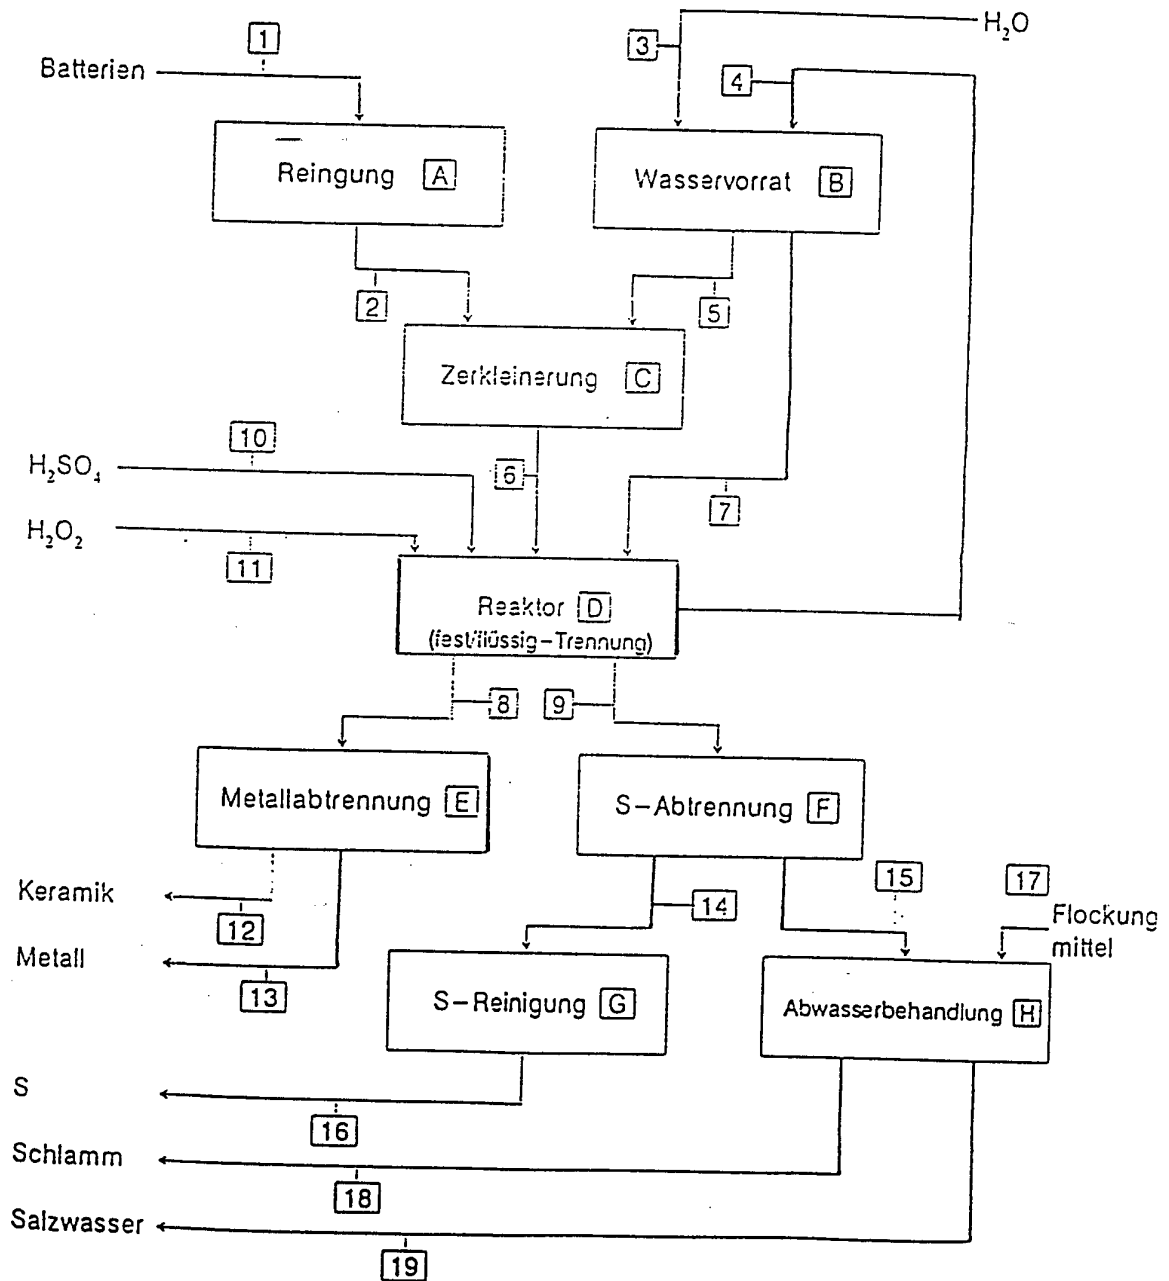 H₂O
1
3
Batterien
4
Reingung A
Wasservorrat B
2
5
Zerkleinerung C
10
H₂SO₄
6
7
H₂O₂
11
Reaktor D
(fest/flüssig-Trennung)
8
9
Metallabtrennung E
S-Abtrennung F
15
17
Keramik
14
12
Flockung
mittel
Metall
13
S-Reinigung G
Abwasserbehandlung H
S
16
Schlamm
18
Salzwasser
19